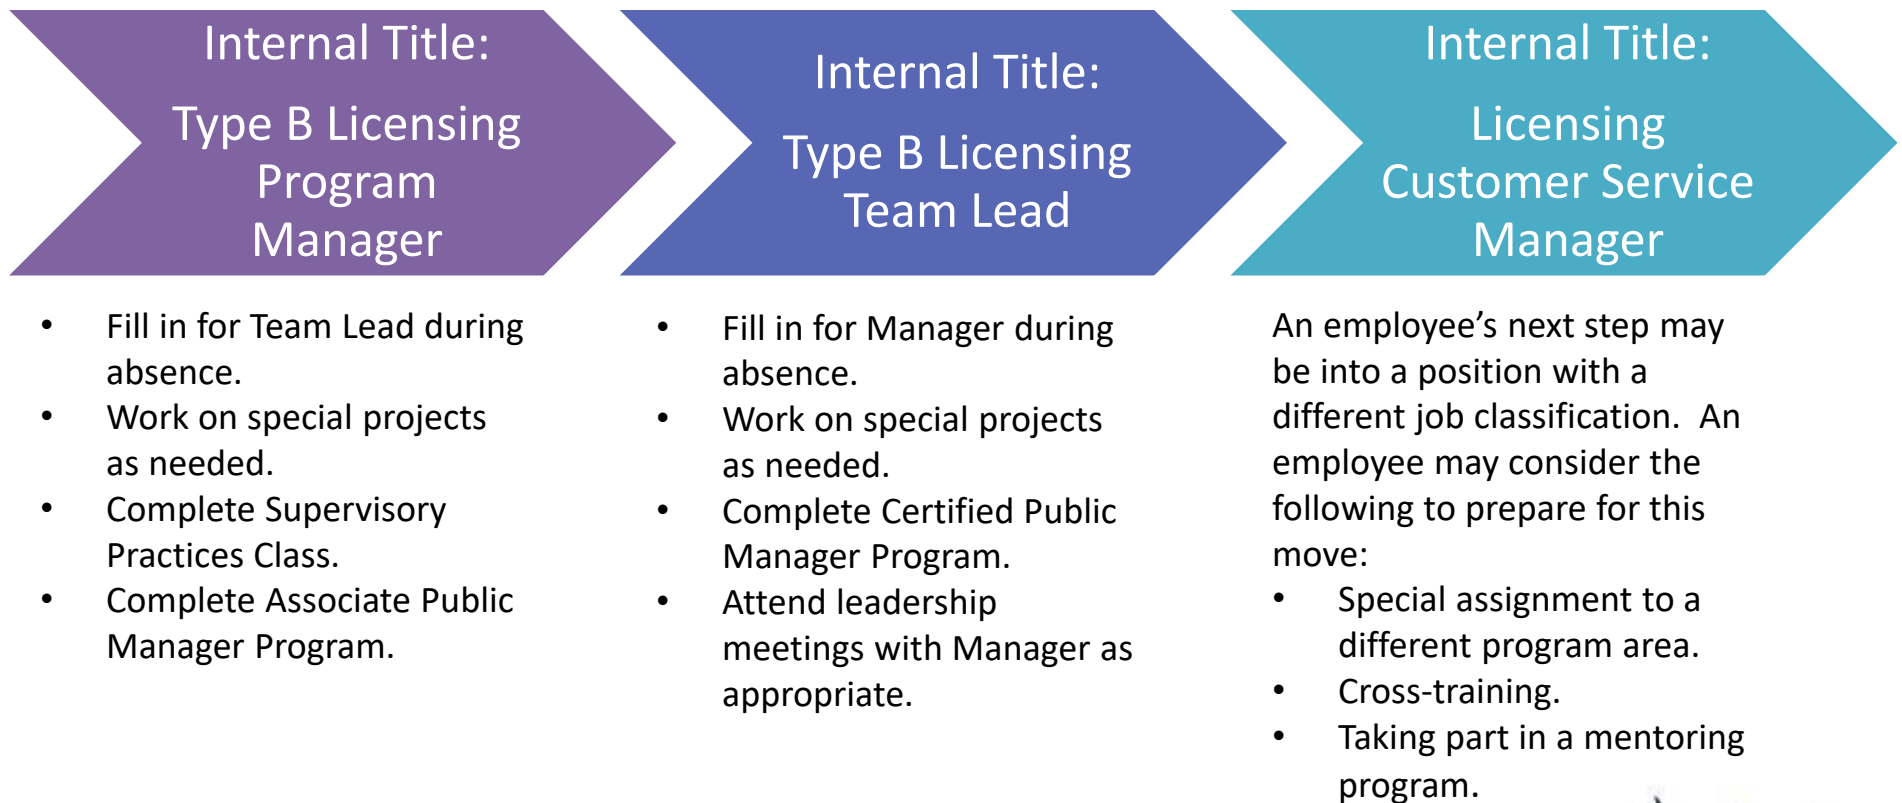 Internal Title:
Type B Licensing
Program
Manager
Internal Title:
Type B Licensing
Team Lead
Internal Title:
Licensing
Customer Service
Manager
• Fill in for Team Lead during
absence.
• Work on special projects
as needed.
• Complete Supervisory
Practices Class.
• Complete Associate Public
Manager Program.
• Fill in for Manager during
absence.
• Work on special projects
as needed.
• Complete Certified Public
Manager Program.
• Attend leadership
meetings with Manager as
appropriate.
An employee’s next step may
be into a position with a
different job classification.  An
employee may consider the
following to prepare for this
move:
• Special assignment to a
different program area.
• Cross-training.
• Taking part in a mentoring
program.